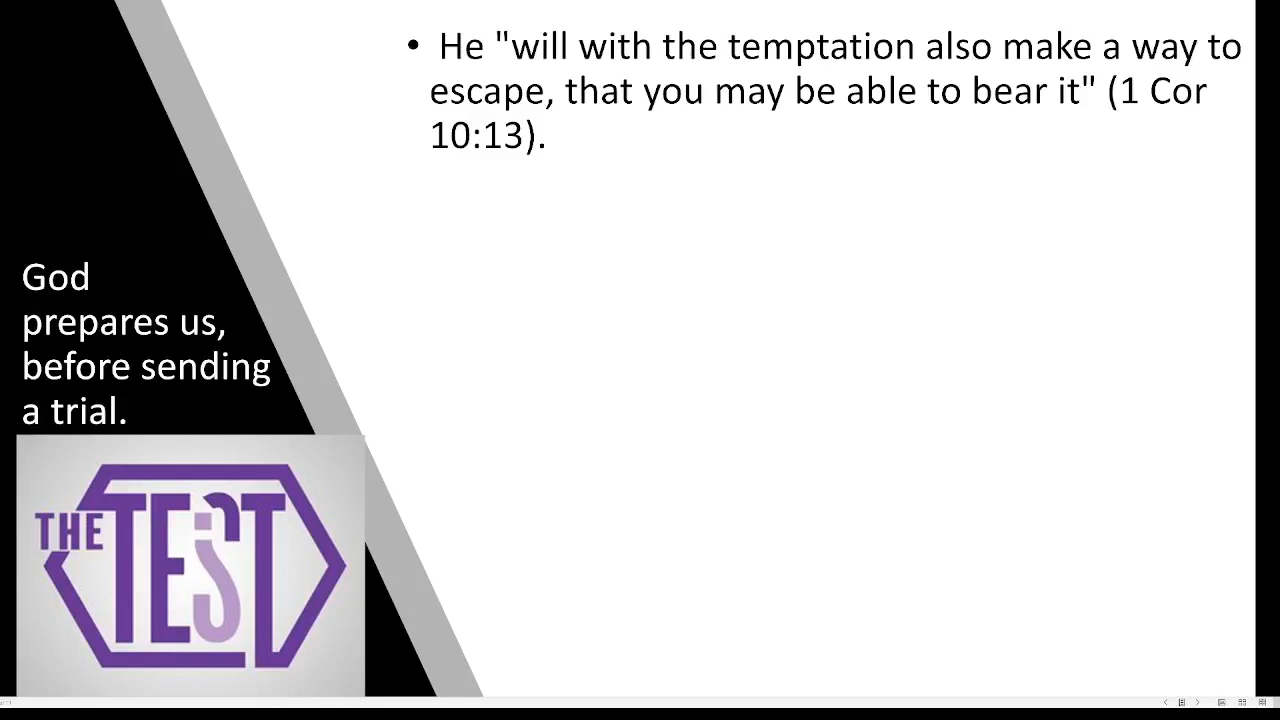 • He "will with the temptation also make a way to
escape, that you may be able to bear it" (1 Cor
10:13).
God
prepares us,
before sending
a trial.
THE TEST